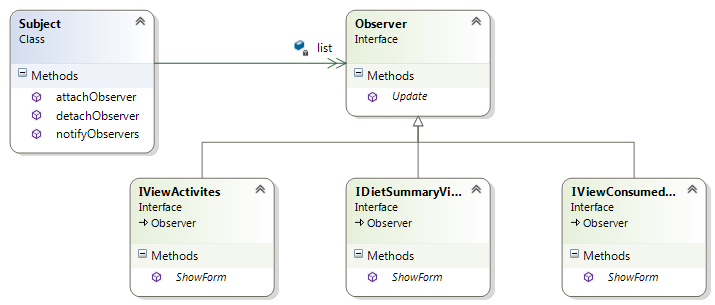 Subject
Class
Methods
attachObserver
detachObserver
notifyObservers
list
Observer
Interface
Methods
Update
IViewActivites
Interface
Observer
Methods
ShowForm
IDietSummaryVi...
Interface
Observer
Methods
ShowForm
IViewConsumed...
Interface
Observer
Methods
ShowForm